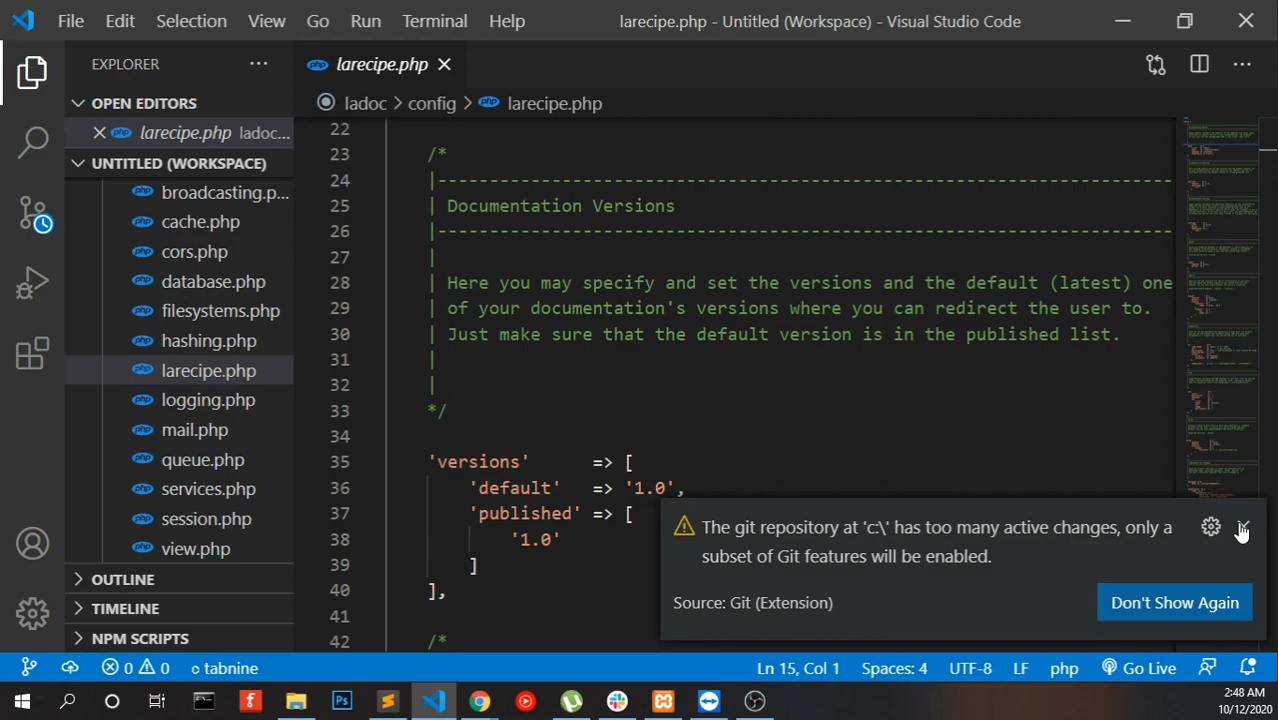 File Edit Selection View Go Run Terminal Help larecipe.php - Untitled (Workspace) - Visual Studio Code
EXPLORER
larecipe.php
OPEN EDITORS
larecipe.php ladoc...
ladoc > config > larecipe.php
UNTITLED (WORKSPACE)
broadcasting.p...
cache.php
cors.php
database.php
filesystems.php
hashing.php
larecipe.php
logging.php
mail.php
queue.php
services.php
session.php
view.php
OUTLINE
TIMELINE
NPM SCRIPTS
22
23 /*
24 |--------------------------------------------------------------------------
25 | Documentation Versions
26 |--------------------------------------------------------------------------
27 |
28 | Here you may specify and set the versions and the default (latest) one
29 | of your documentation's versions where you can redirect the user to.
30 | Just make sure that the default version is in the published list.
31 |
32 |
33 */
34
35 'versions' => [
36 'default' => '1.0',
37 'published' => [
38 '1.0'
39 ]
40 ],
41
42 /*
The git repository at 'c:\' has too many active changes, only a
subset of Git features will be enabled.
Source: Git (Extension)
Don't Show Again
0 0 tabnine Ln 15, Col 1 Spaces: 4 UTF-8 LF php Go Live
2:48 AM
10/12/2020